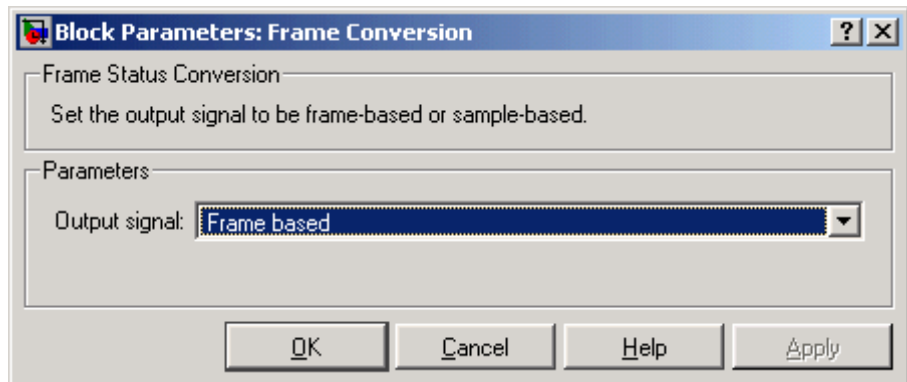 Block Parameters: Frame Conversion
Frame Status Conversion
Set the output signal to be frame-based or sample-based.
Parameters
Output signal: Frame based
OK Cancel Help Apply